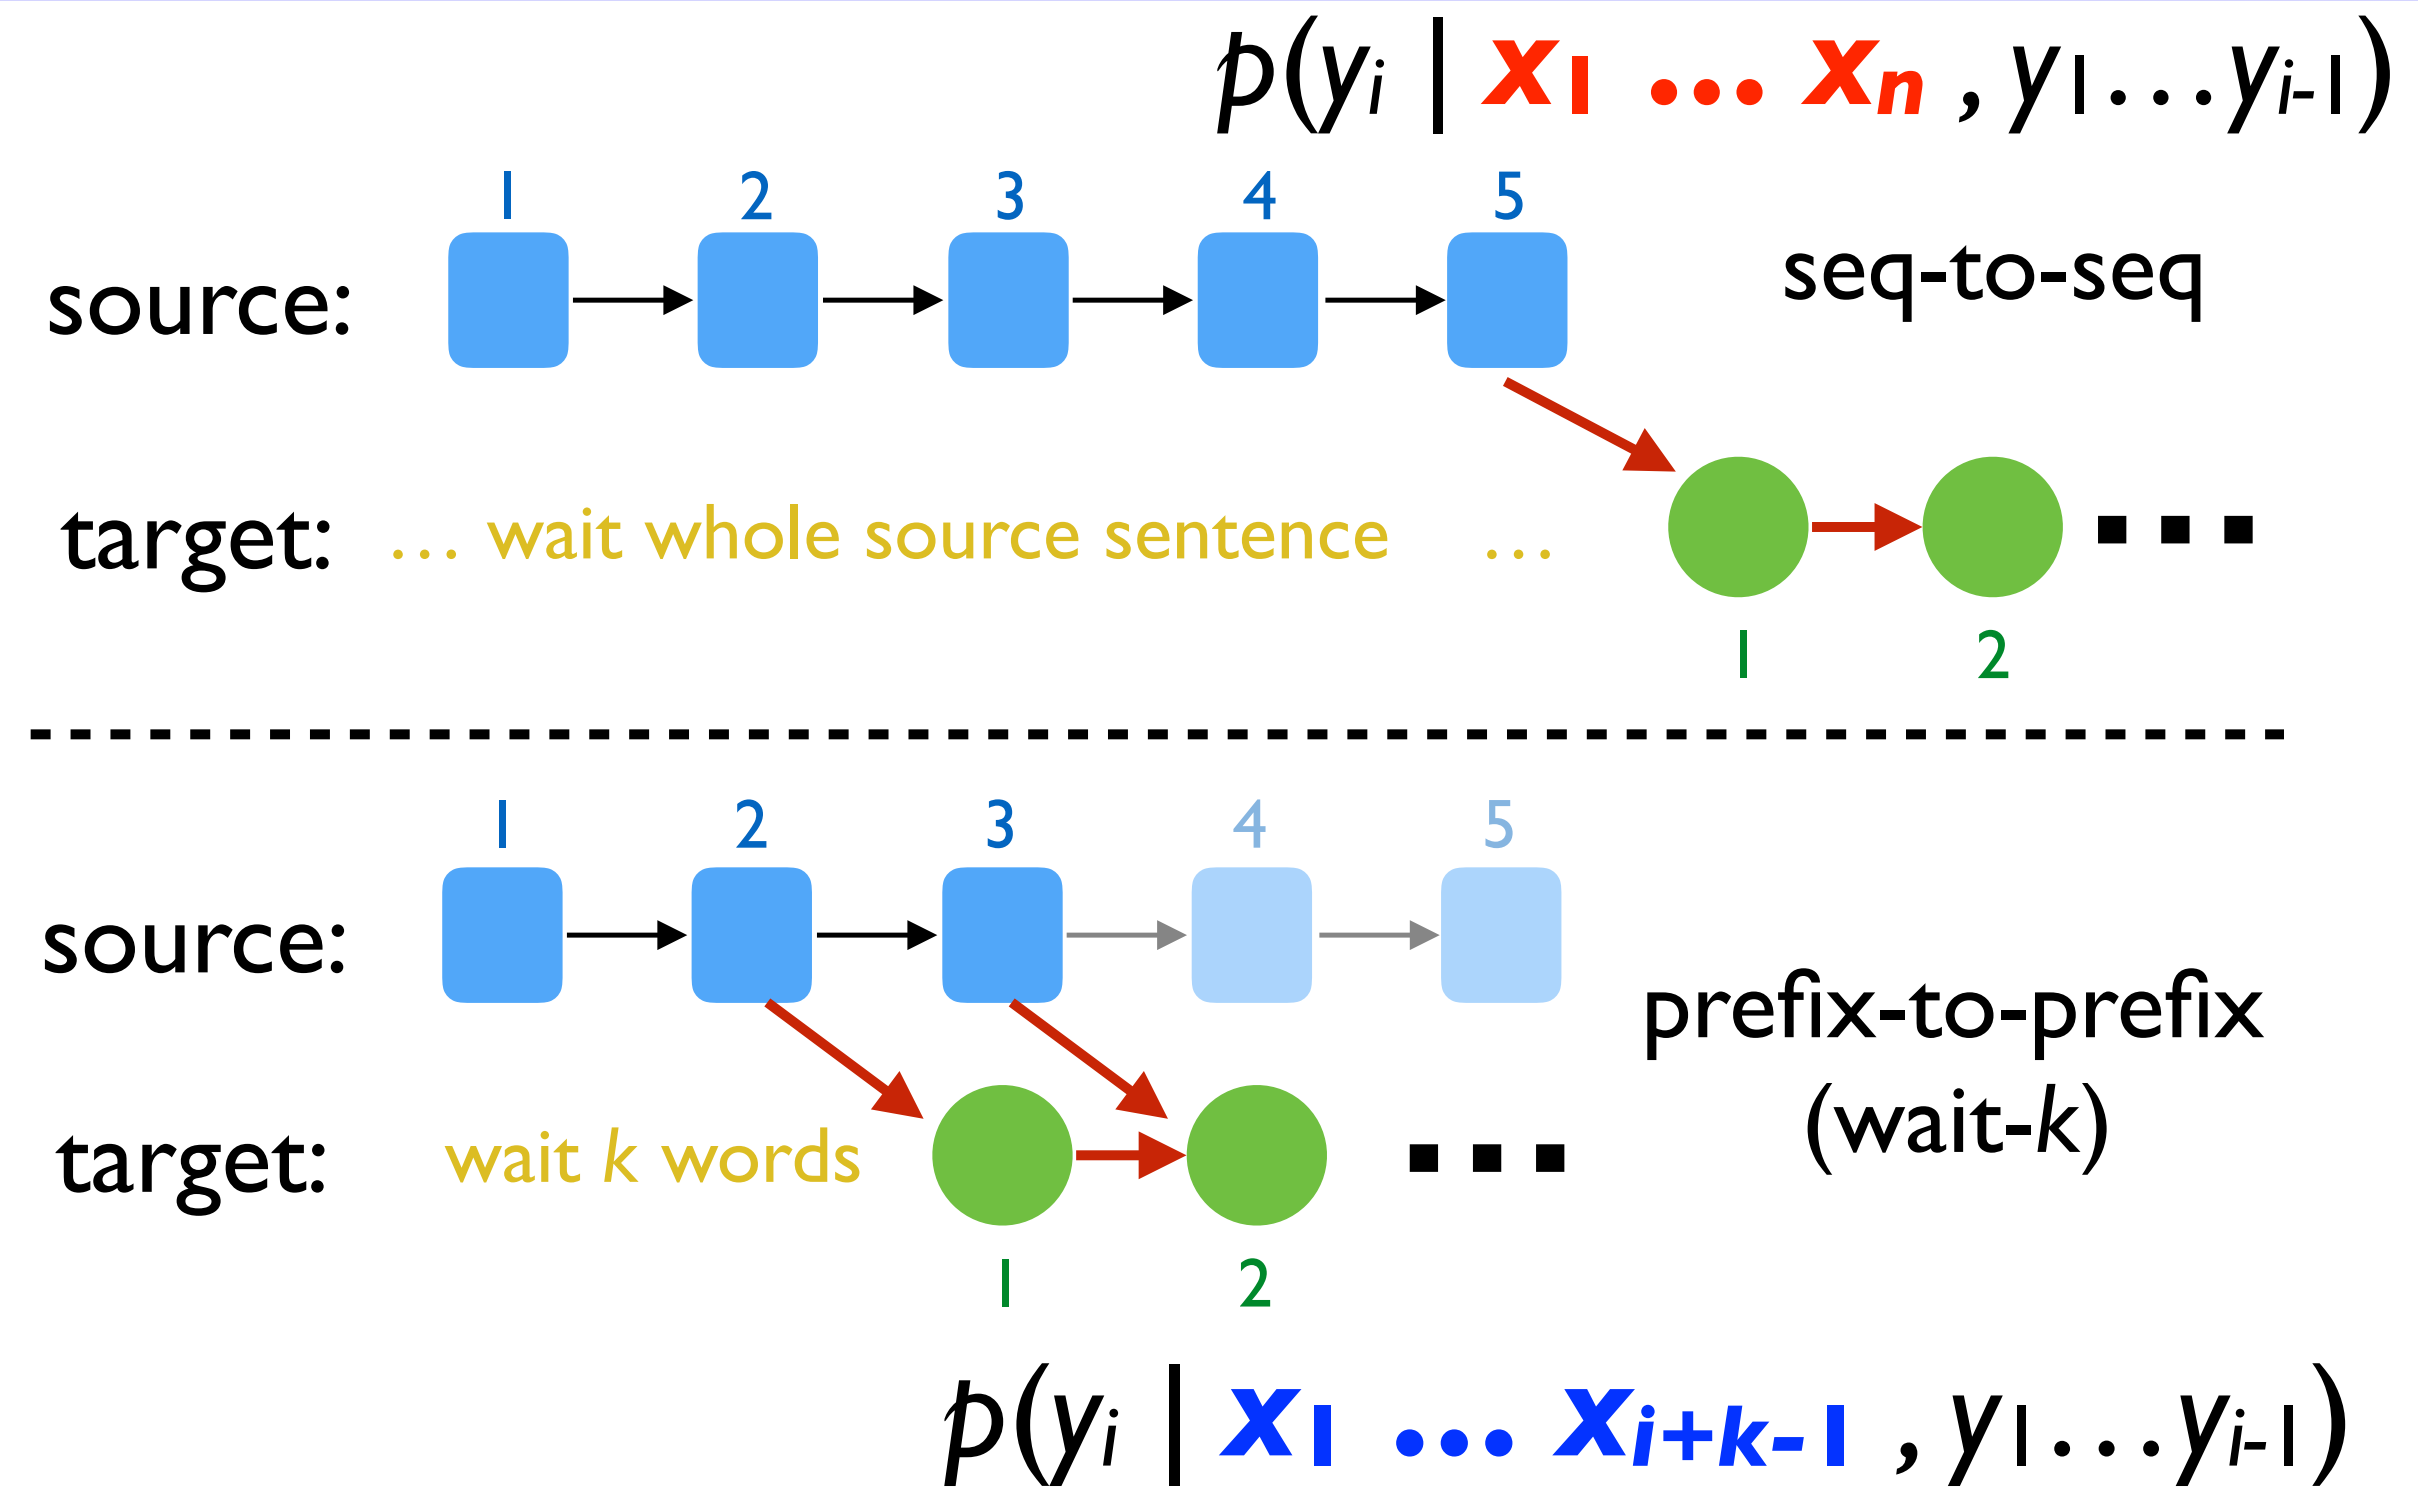 p(yi | x1 ... xn , y1...yi-1)
1 2 3 4 5
source: seq-to-seq
target: ... wait whole source sentence ...
1 2
1 2 3 4 5
source:
prefix-to-prefix
(wait-k)
target: wait k words
1 2
p(yi | x1 ... xi+k-1 , y1...yi-1)